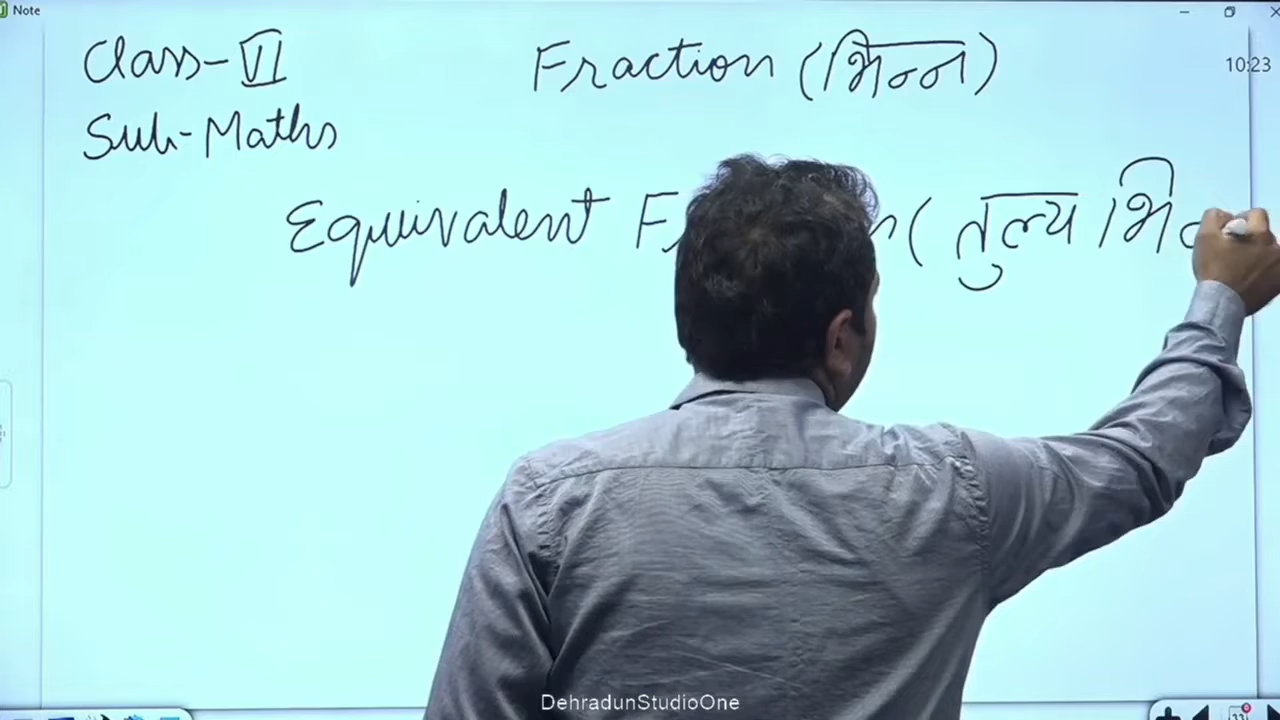 Note
10:23
Class-VI Fraction (भिन्न)
Sub-Maths
Equivalent (तुल्य
DehradunStudioOne